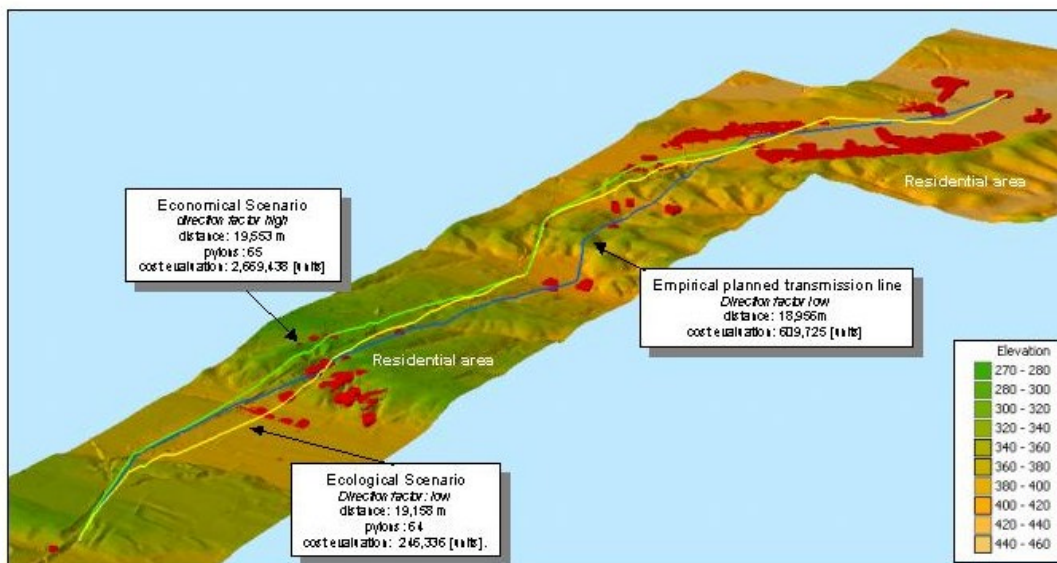 Economical Scenario
direction factor high
distance: 19,553 m
pylons: 65
cost evaluation: 2,669,438 [units]
Residential area
Empirical planned transmission line
Direction factor low
distance: 18,956 m
cost evaluation: 609,725 [units]
Residential area
Ecological Scenario
Direction factor: low
distance: 19,158 m
pylons: 64
cost evaluation: 246,336 [units].
Elevation
270 - 280
280 - 300
300 - 320
320 - 340
340 - 360
360 - 380
380 - 400
400 - 420
420 - 440
440 - 460